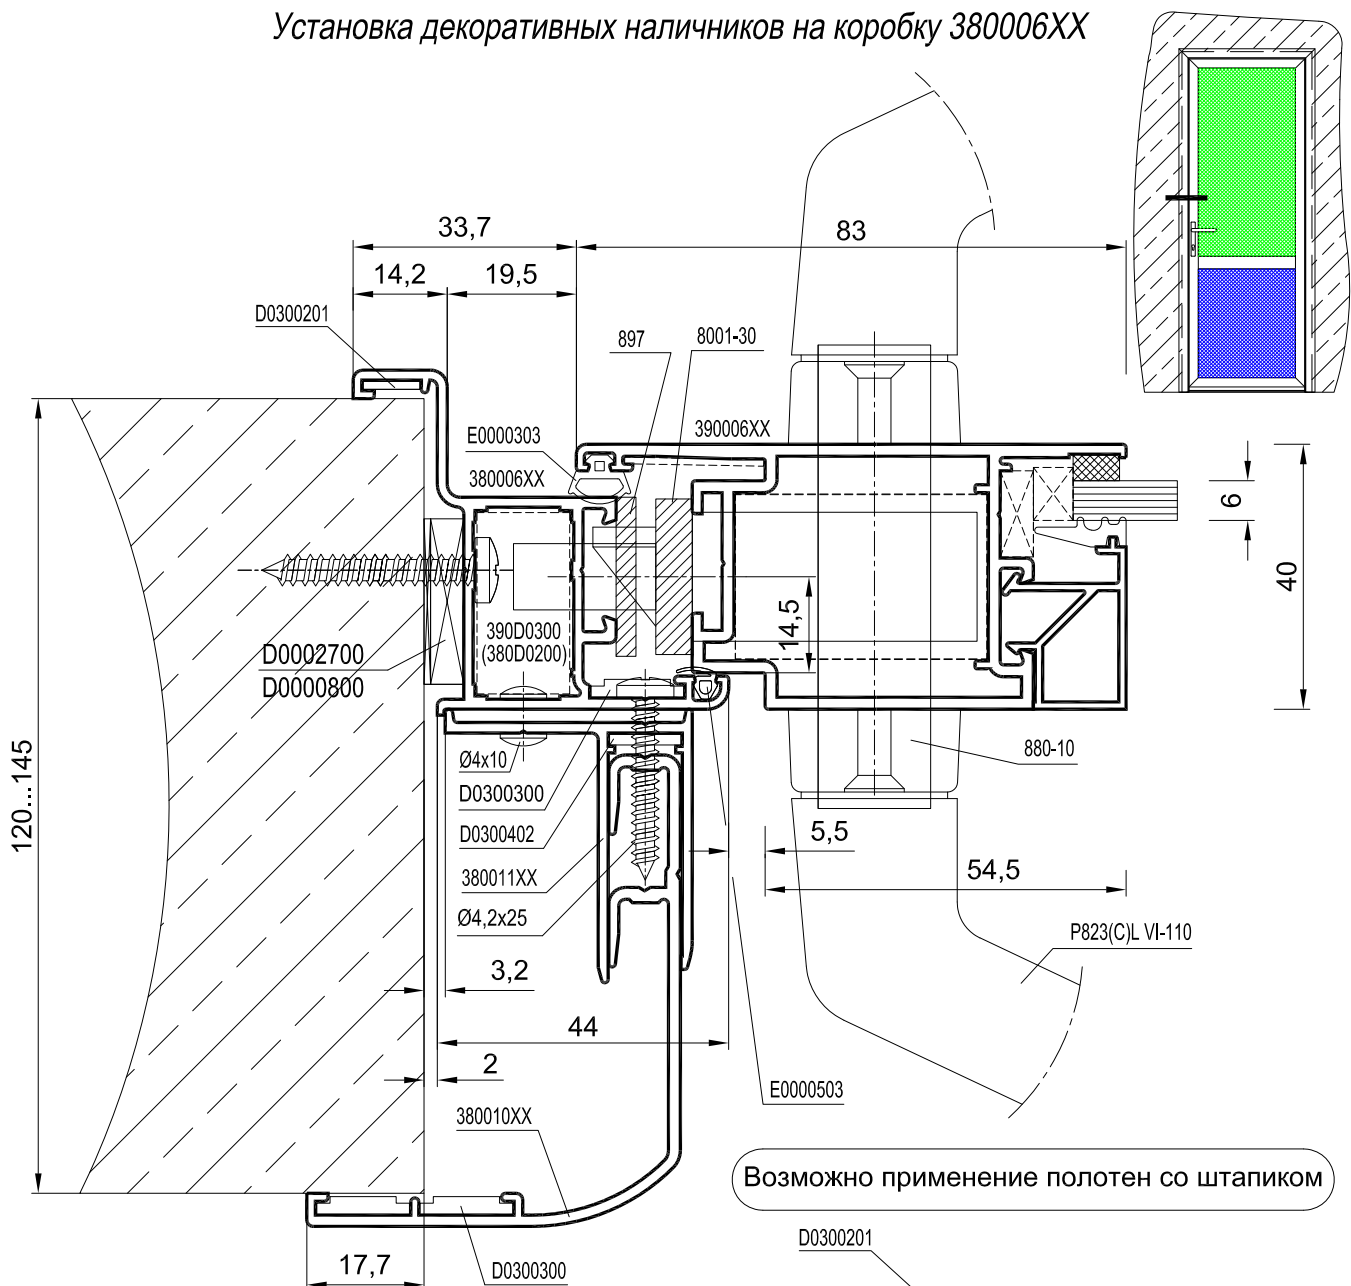 Установка декоративных наличников на коробку 380006XX
33,7
83
14,2
19,5
D0300201
897
8001-30
390006XX
E0000303
380006XX
6
40
14,5
390D0300
(380D0200)
D0002700
D0000800
120...145
Ø4x10
880-10
D0300300
D0300402
5,5
380011XX
54,5
Ø4,2x25
P823(C)L VI-110
3,2
44
2
E0000503
380010XX
Возможно применение полотен со штапиком
D0300201
17,7
D0300300